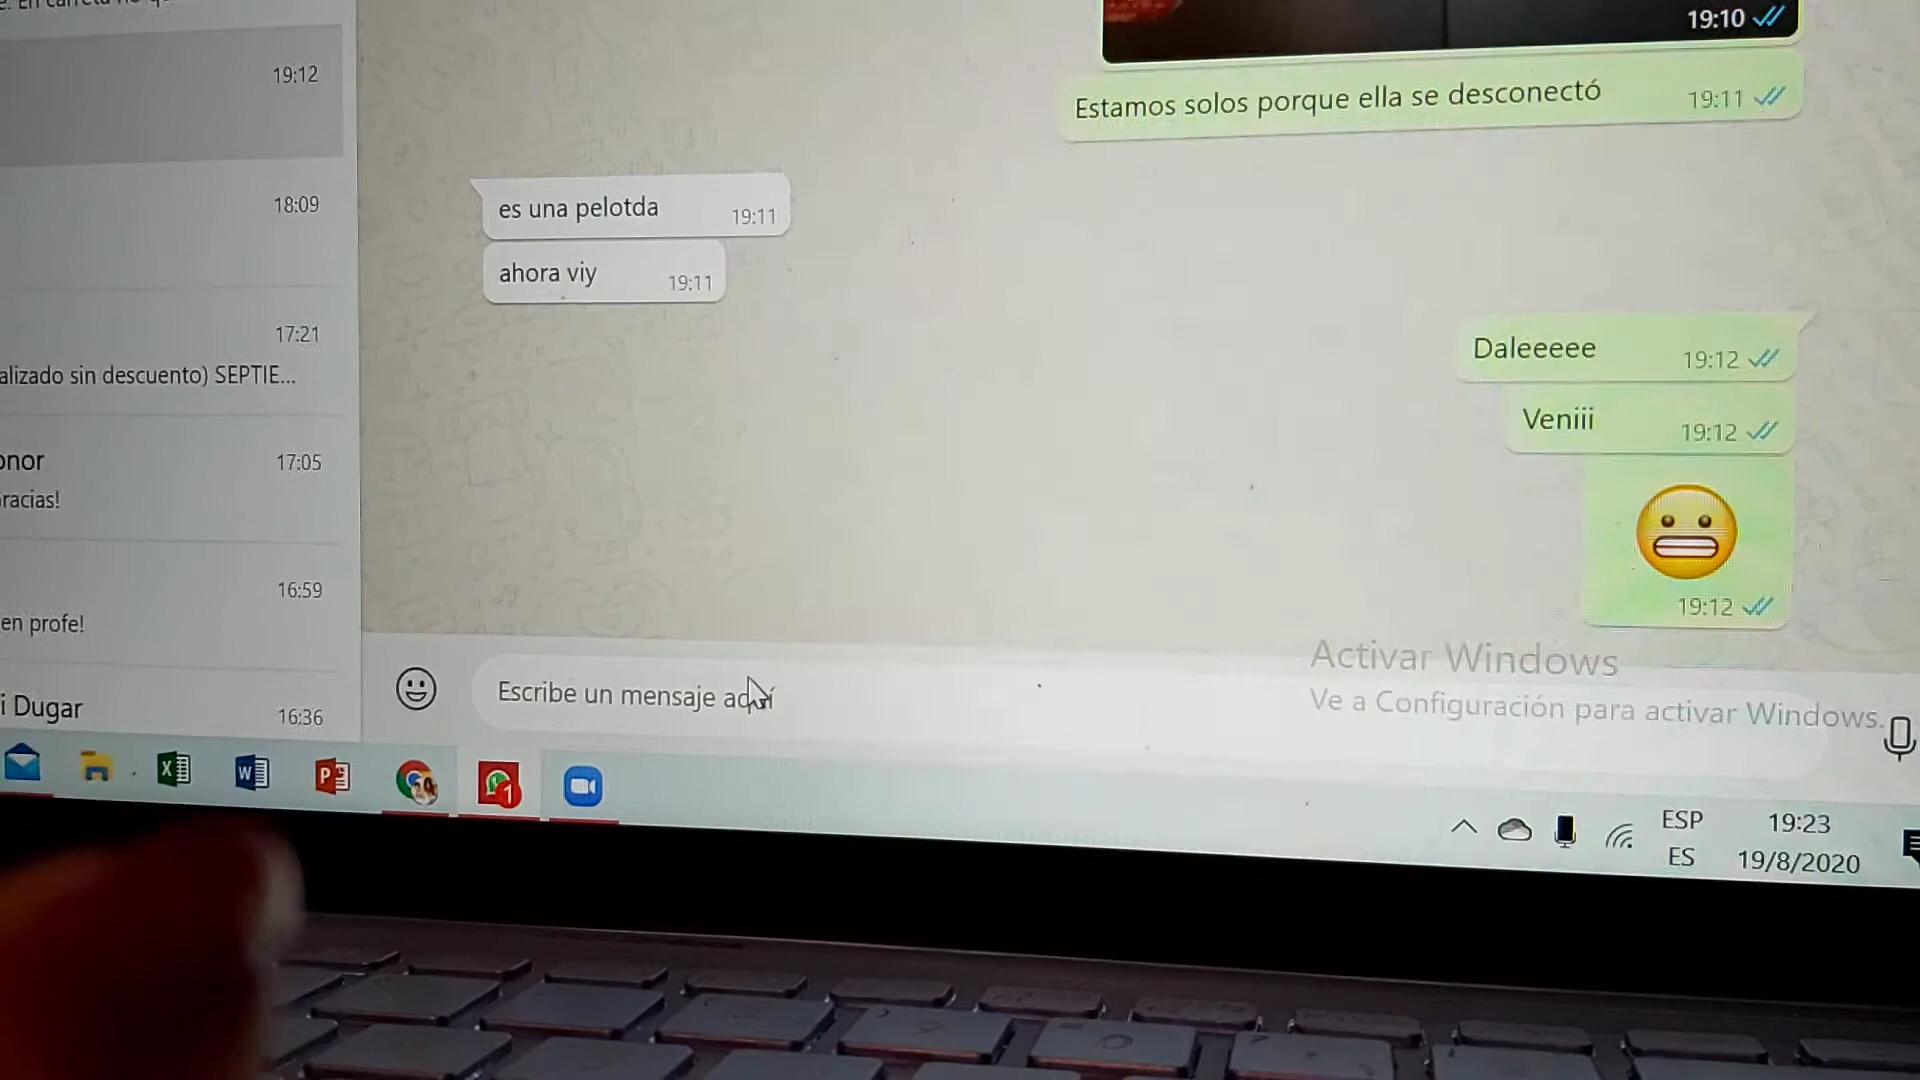 19:10
19:12
Estamos solos porque ella se desconectó 19:11
18:09
es una pelotda 19:11
ahora viy 19:11
17:21
alizado sin descuento) SEPTIE...
Daleeeee 19:12
Veniii 19:12
onor 17:05
racias!
19:12
16:59
en profe!
Activar Windows
Ve a Configuración para activar Windows.
Escribe un mensaje aquí
i Dugar 16:36
1
ESP 19:23
ES 19/8/2020